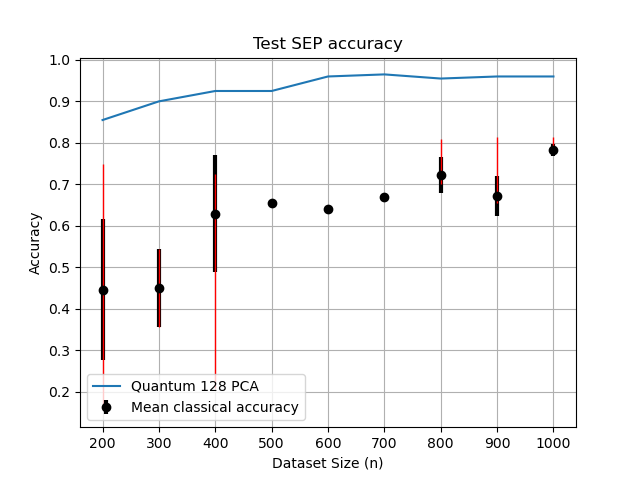 Test SEP accuracy
1.0
0.9
0.8
0.7
0.6
0.5
0.4
0.3
0.2
Accuracy
Quantum 128 PCA
Mean classical accuracy
200 300 400 500 600 700 800 900 1000
Dataset Size (n)